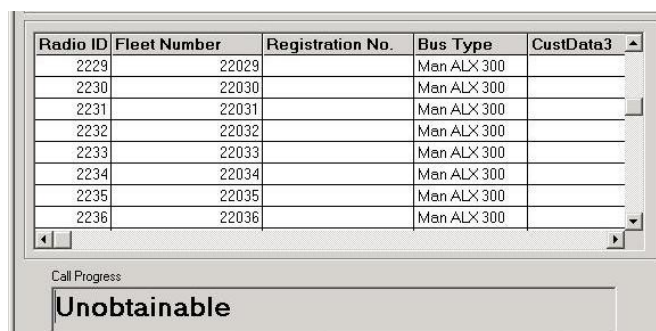 Radio ID Fleet Number Registration No. Bus Type CustData3
2229 22029 Man ALX 300
2230 22030 Man ALX 300
2231 22031 Man ALX 300
2232 22032 Man ALX 300
2233 22033 Man ALX 300
2234 22034 Man ALX 300
2235 22035 Man ALX 300
2236 22036 Man ALX 300
Call Progress
Unobtainable